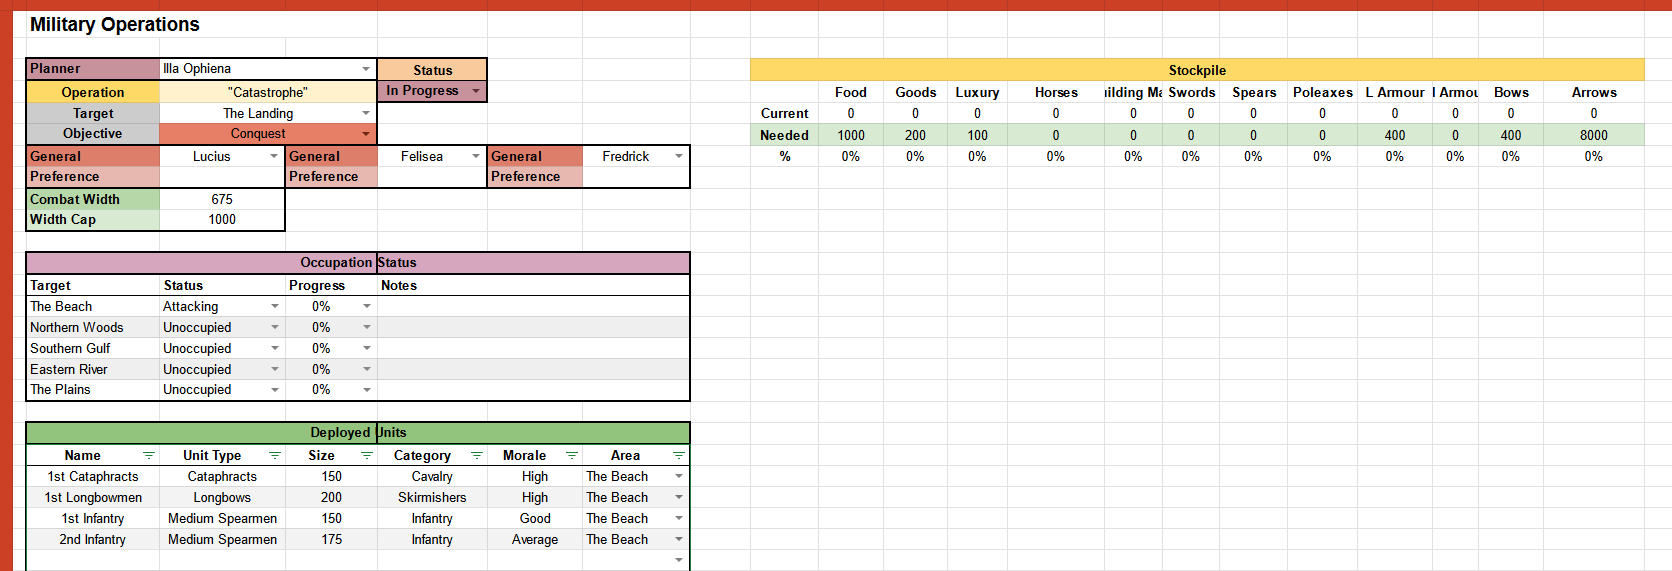 Military Operations
Planner Illa Ophiena Status
Operation "Catastrophe" In Progress
Target The Landing
Objective Conquest
General Lucius General Felisea General Fredrick
Preference Preference Preference
Combat Width 675
Width Cap 1000
Stockpile
Food Goods Luxury Horses uilding Ma Swords Spears Poleaxes L Armour l Armou Bows Arrows
Current 0 0 0 0 0 0 0 0 0 0 0 0
Needed 1000 200 100 0 0 0 0 0 400 0 400 8000
% 0% 0% 0% 0% 0% 0% 0% 0% 0% 0% 0% 0%
Occupation Status
Target Status Progress Notes
The Beach Attacking 0%
Northern Woods Unoccupied 0%
Southern Gulf Unoccupied 0%
Eastern River Unoccupied 0%
The Plains Unoccupied 0%
Deployed Units
Name Unit Type Size Category Morale Area
1st Cataphracts Cataphracts 150 Cavalry High The Beach
1st Longbowmen Longbows 200 Skirmishers High The Beach
1st Infantry Medium Spearmen 150 Infantry Good The Beach
2nd Infantry Medium Spearmen 175 Infantry Average The Beach